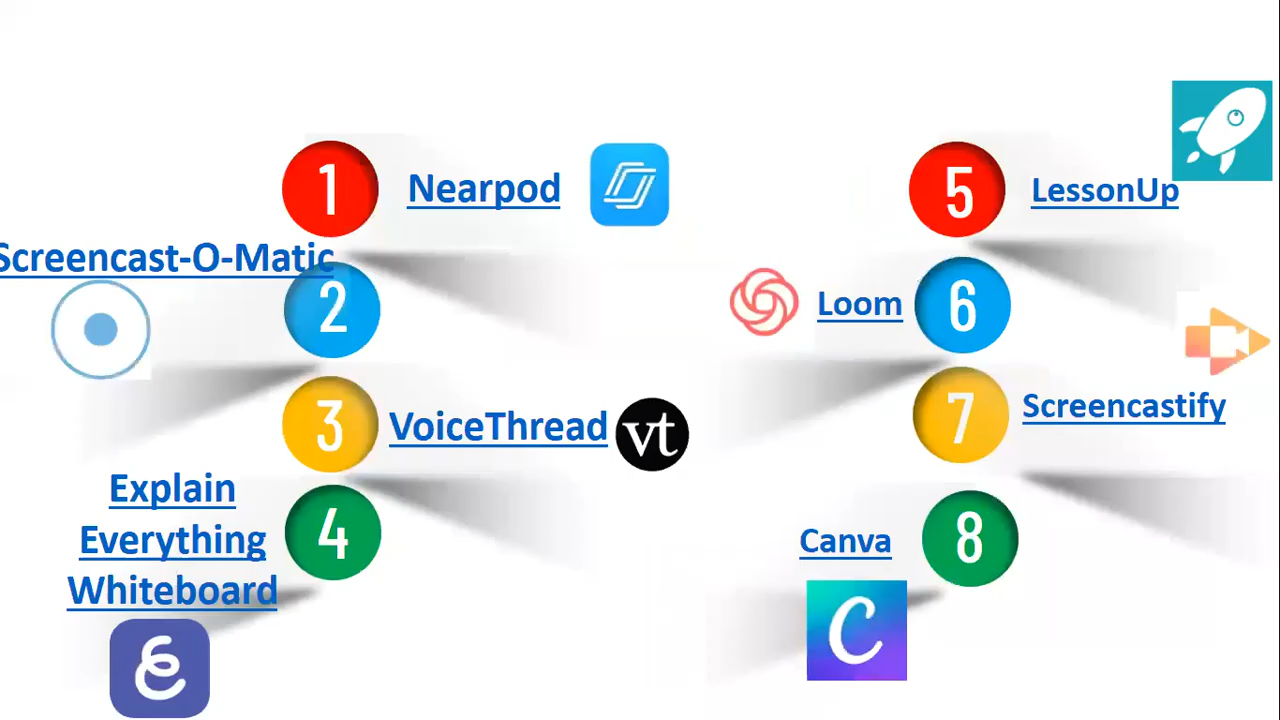 1
Nearpod
Screencast-O-Matic
2
3
VoiceThread
vt
Explain
Everything
Whiteboard
4
5
LessonUp
Loom
6
7
Screencastify
Canva
8
C